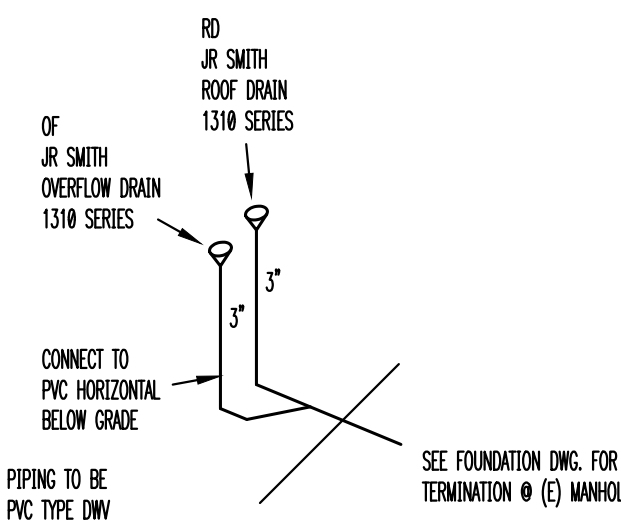 RD
JR SMITH
ROOF DRAIN
1310 SERIES
OF
JR SMITH
OVERFLOW DRAIN
1310 SERIES
3"
3"
CONNECT TO
PVC HORIZONTAL
BELOW GRADE
SEE FOUNDATION DWG. FOR
TERMINATION @ (E) MANHOL
PIPING TO BE
PVC TYPE DWV